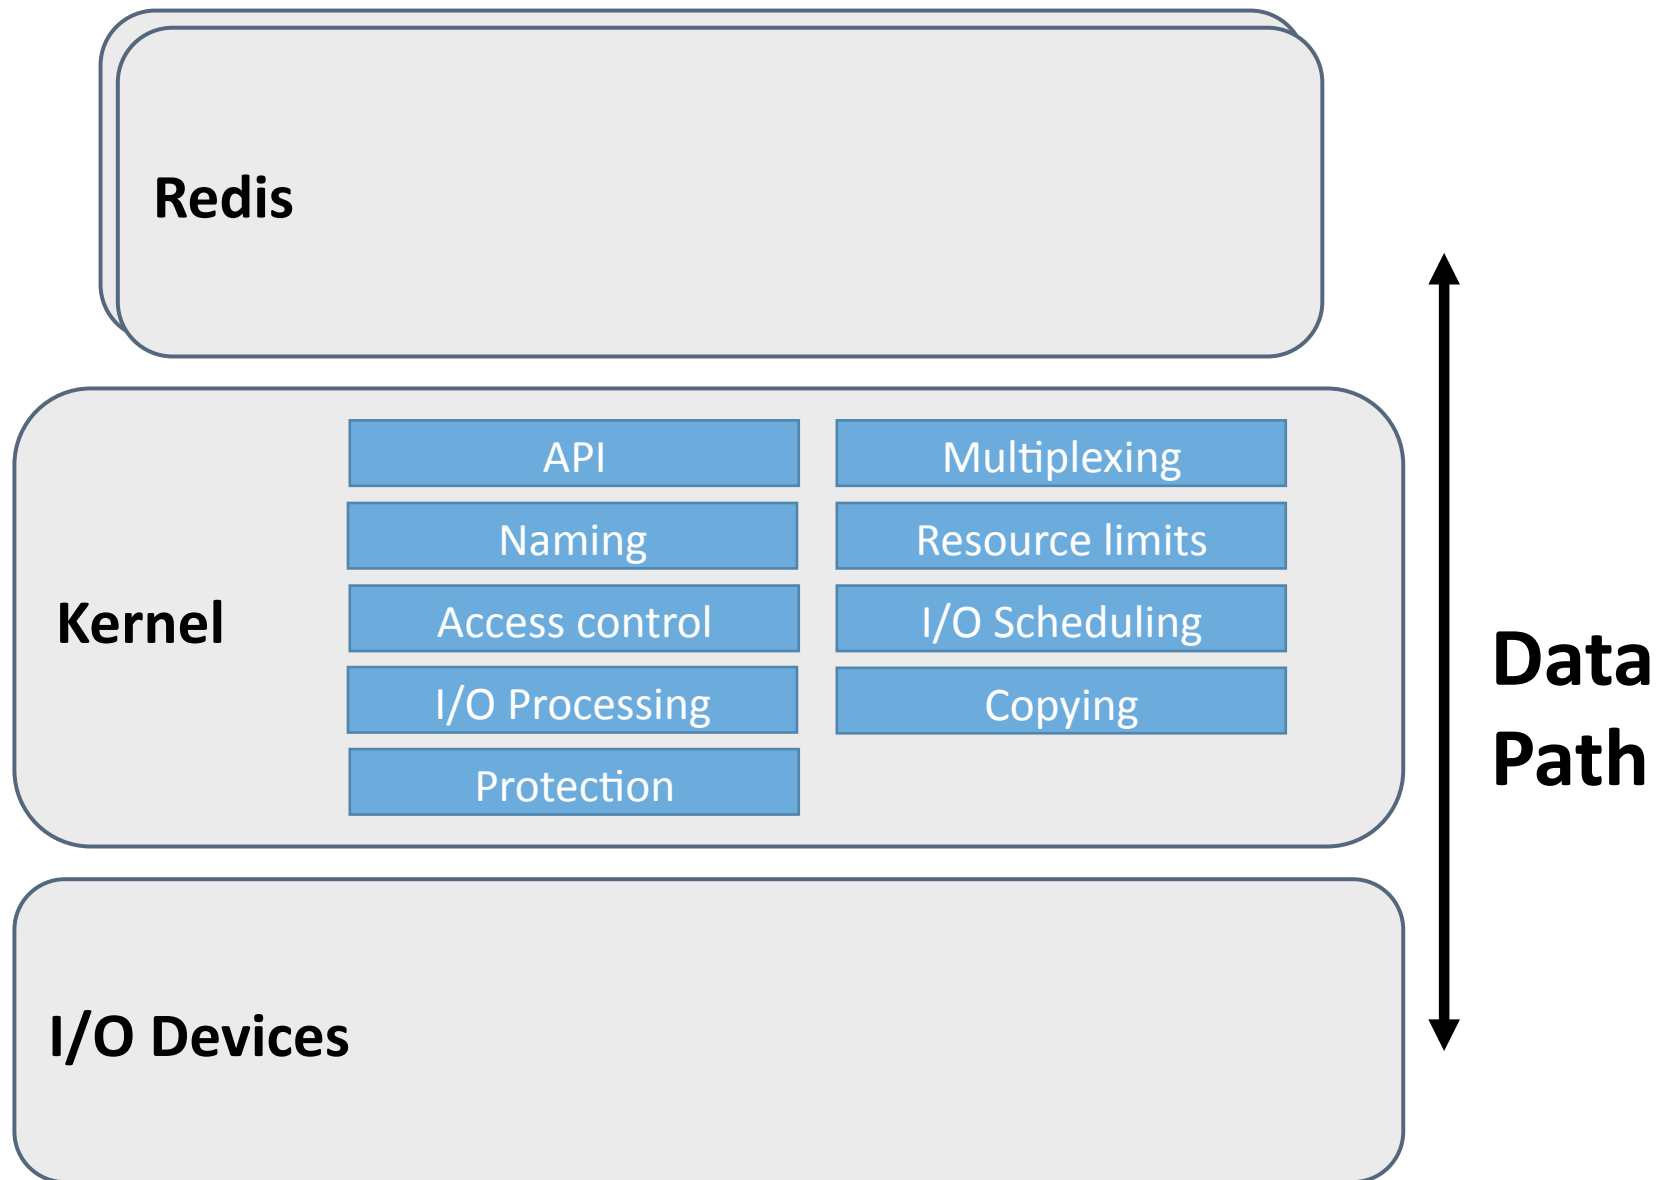 Redis
Kernel
API
Naming
Access control
I/O Processing
Protection
Multiplexing
Resource limits
I/O Scheduling
Copying
I/O Devices
Data
Path